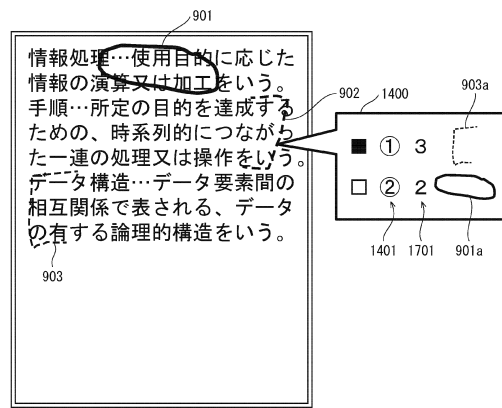 901
情報処理…使用目的に応じた
情報の演算又は加工をいう。
手順…所定の目的を達成する
ための、時系列的につながっ
た一連の処理又は操作をいう。
データ構造…データ要素間の
相互関係で表される、データ
の有する論理的構造をいう。
902
903
1400
903a
■ ① 3
□ ② 2
1401
1701
901a